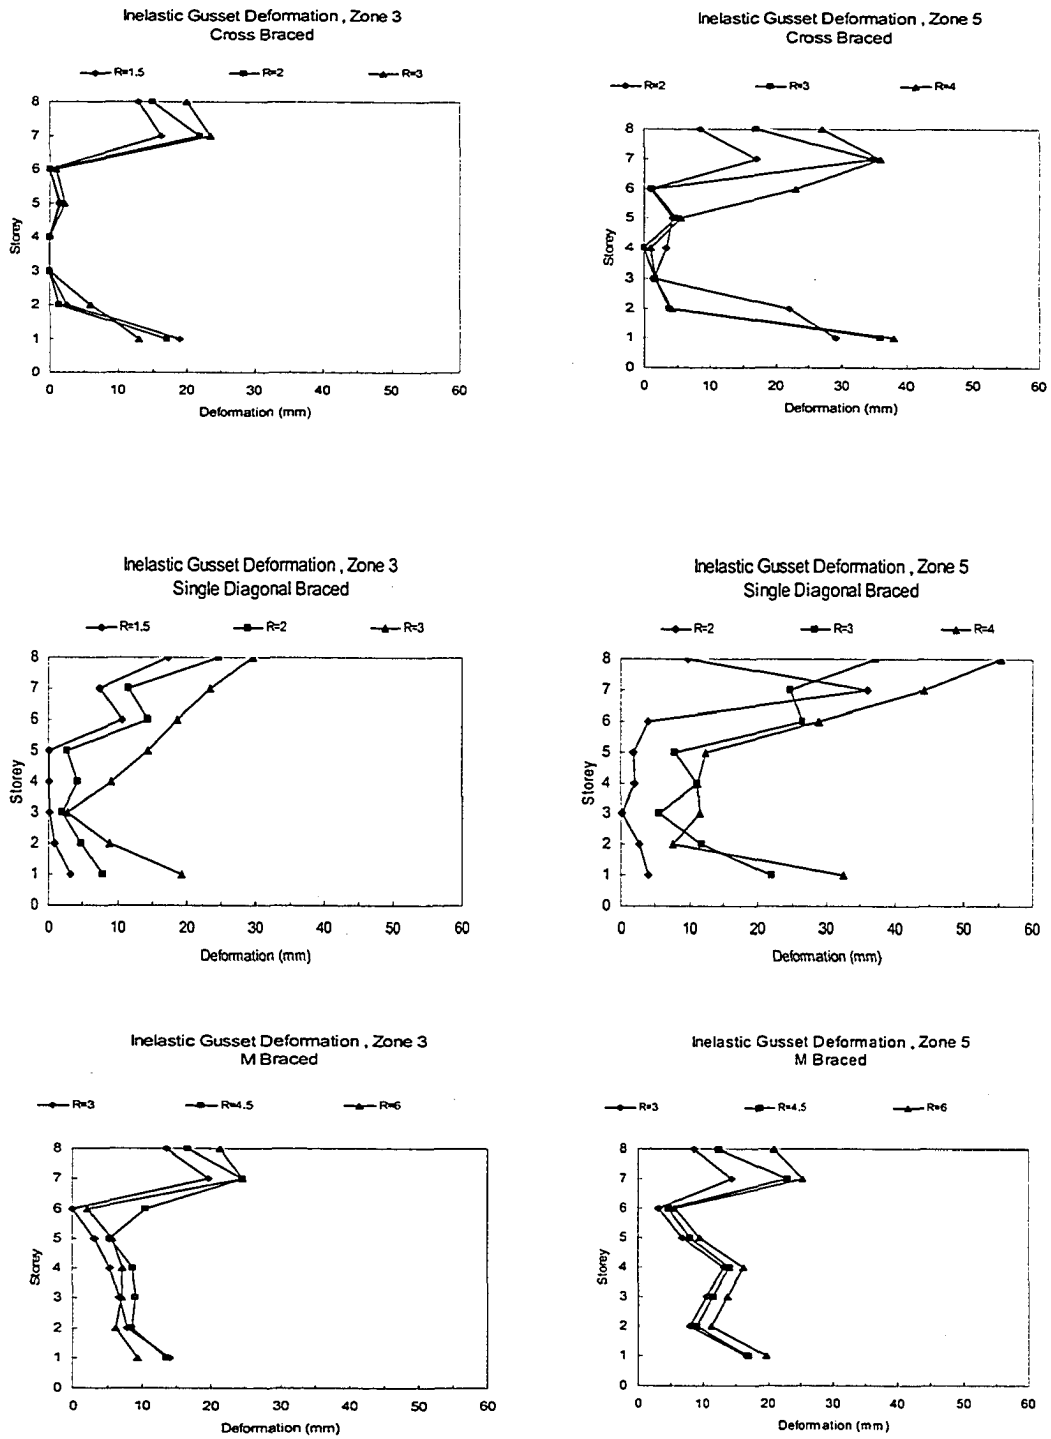 Inelastic Gusset Deformation , Zone 3
Cross Braced
R=1.5 R=2 R=3
8
7
6
5
4
3
2
1
0
Storey
0 10 20 30 40 50 60
Deformation (mm)
Inelastic Gusset Deformation , Zone 5
Cross Braced
R=2 R=3 R=4
8
7
6
5
4
3
2
1
0
Storey
0 10 20 30 40 50 60
Deformation (mm)
Inelastic Gusset Deformation , Zone 3
Single Diagonal Braced
R=1.5 R=2 R=3
8
7
6
5
4
3
2
1
0
Storey
0 10 20 30 40 50 60
Deformation (mm)
Inelastic Gusset Deformation , Zone 5
Single Diagonal Braced
R=2 R=3 R=4
8
7
6
5
4
3
2
1
0
Storey
0 10 20 30 40 50 60
Deformation (mm)
Inelastic Gusset Deformation , Zone 3
M Braced
R=3 R=4.5 R=6
8
7
6
5
4
3
2
1
0
Storey
0 10 20 30 40 50 60
Deformation (mm)
Inelastic Gusset Deformation , Zone 5
M Braced
R=3 R=4.5 R=6
8
7
6
5
4
3
2
1
0
Storey
0 10 20 30 40 50 60
Deformation (mm)